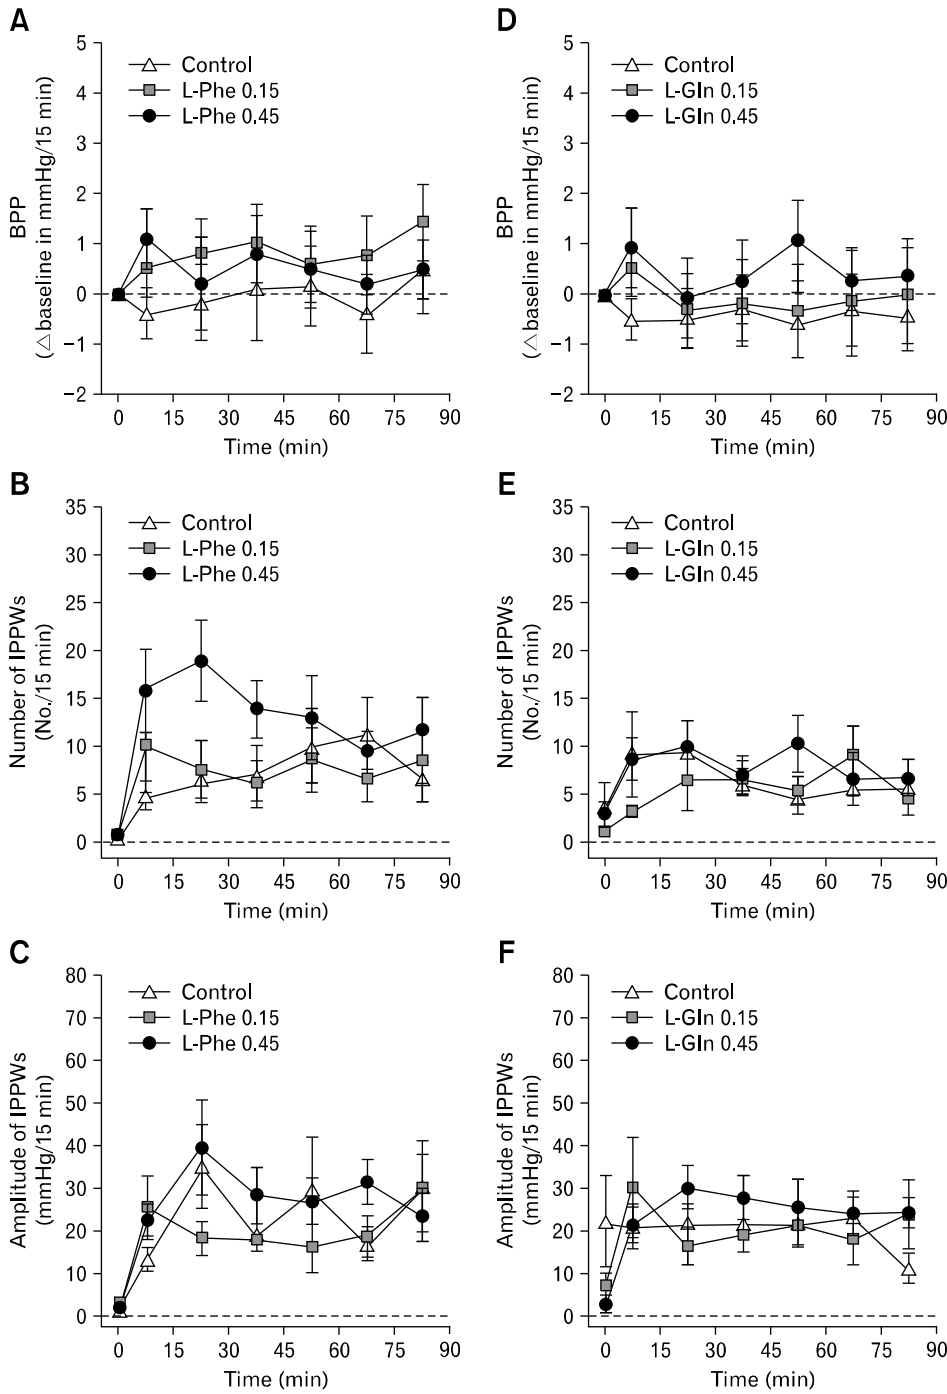 A
BPP
(△ baseline in mmHg/15 min)
5
4
3
2
1
0
−1
−2
Control
L-Phe 0.15
L-Phe 0.45
0 15 30 45 60 75 90
Time (min)
D
BPP
(△ baseline in mmHg/15 min)
5
4
3
2
1
0
−1
−2
Control
L-Gln 0.15
L-Gln 0.45
0 15 30 45 60 75 90
Time (min)
B
Number of IPPWs
(No./15 min)
35
30
25
20
15
10
5
0
Control
L-Phe 0.15
L-Phe 0.45
0 15 30 45 60 75 90
Time (min)
E
Number of IPPWs
(No./15 min)
35
30
25
20
15
10
5
0
Control
L-Gln 0.15
L-Gln 0.45
0 15 30 45 60 75 90
Time (min)
C
Amplitude of IPPWs
(mmHg/15 min)
80
70
60
50
40
30
20
10
0
Control
L-Phe 0.15
L-Phe 0.45
0 15 30 45 60 75 90
Time (min)
F
Amplitude of IPPWs
(mmHg/15 min)
80
70
60
50
40
30
20
10
0
Control
L-Gln 0.15
L-Gln 0.45
0 15 30 45 60 75 90
Time (min)